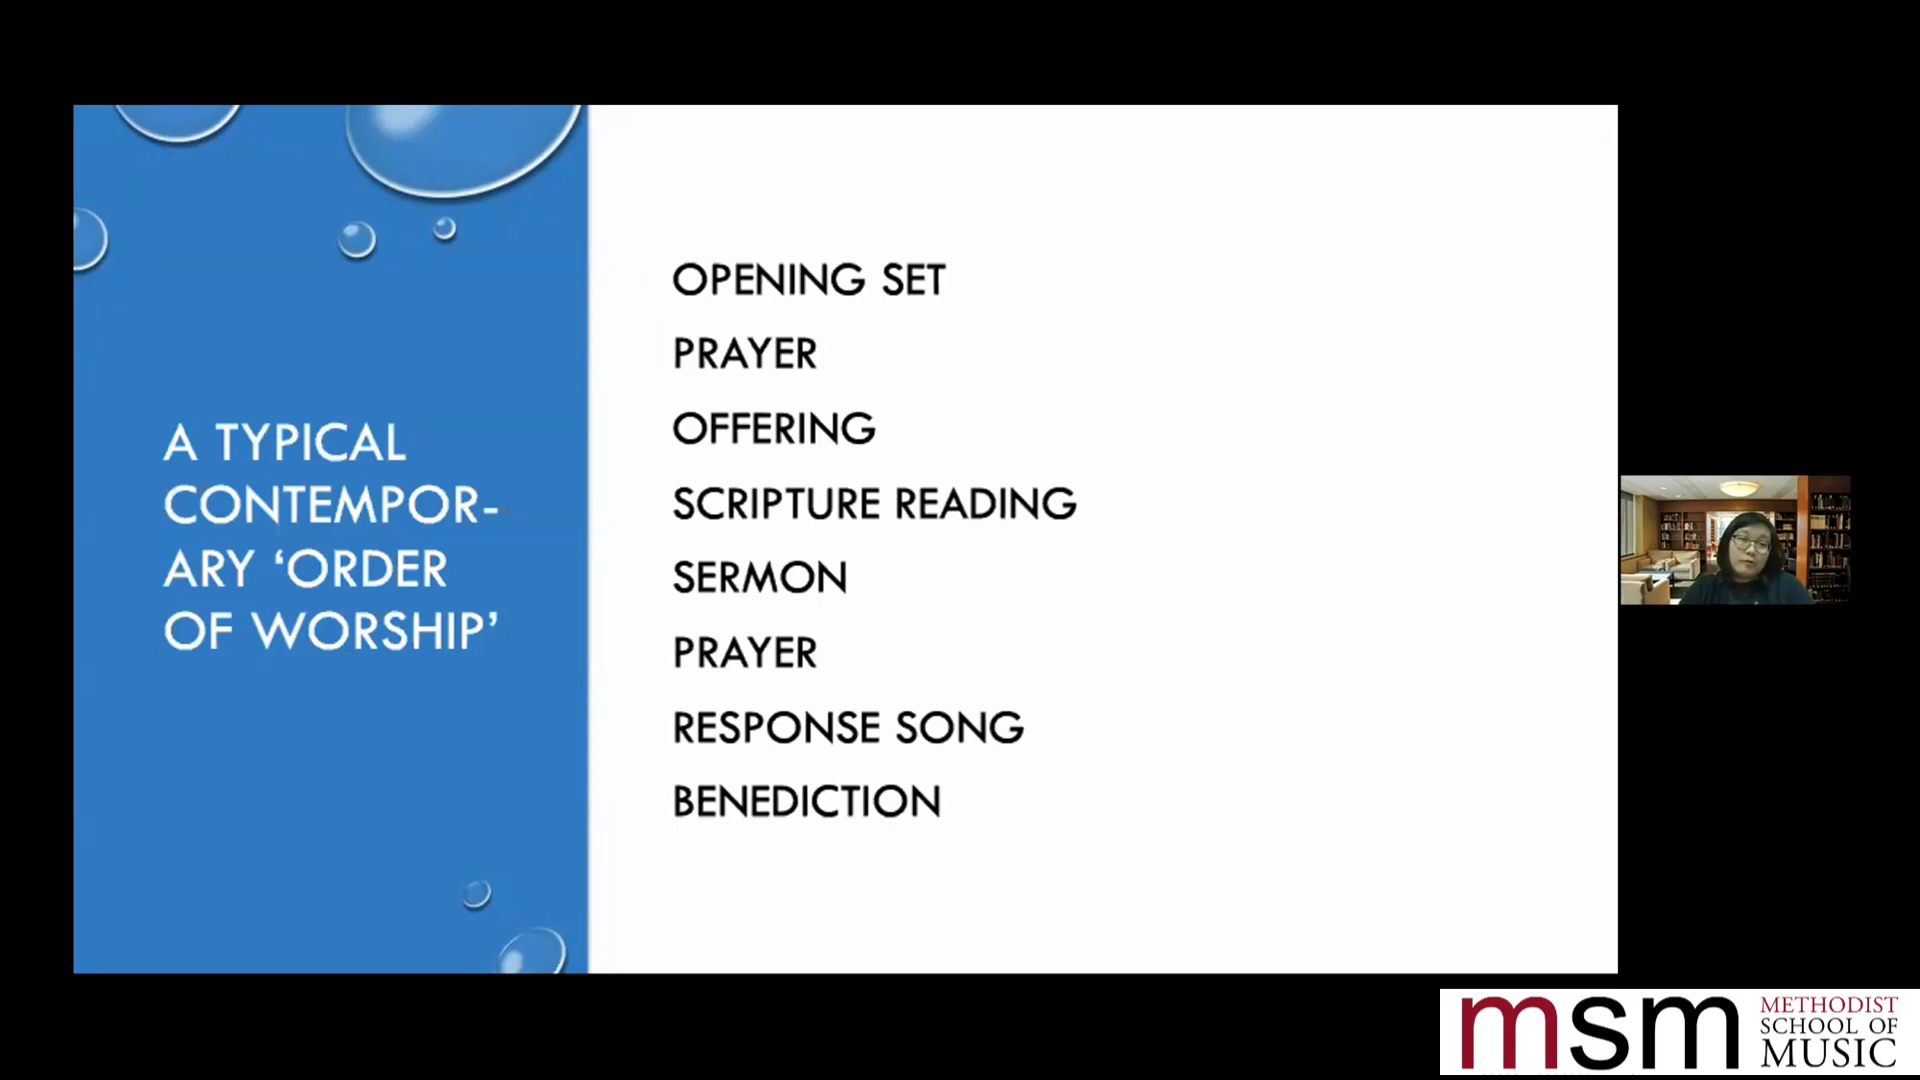 A TYPICAL
CONTEMPOR-
ARY ‘ORDER
OF WORSHIP’
OPENING SET
PRAYER
OFFERING
SCRIPTURE READING
SERMON
PRAYER
RESPONSE SONG
BENEDICTION
msm
METHODIST
SCHOOL OF
MUSIC